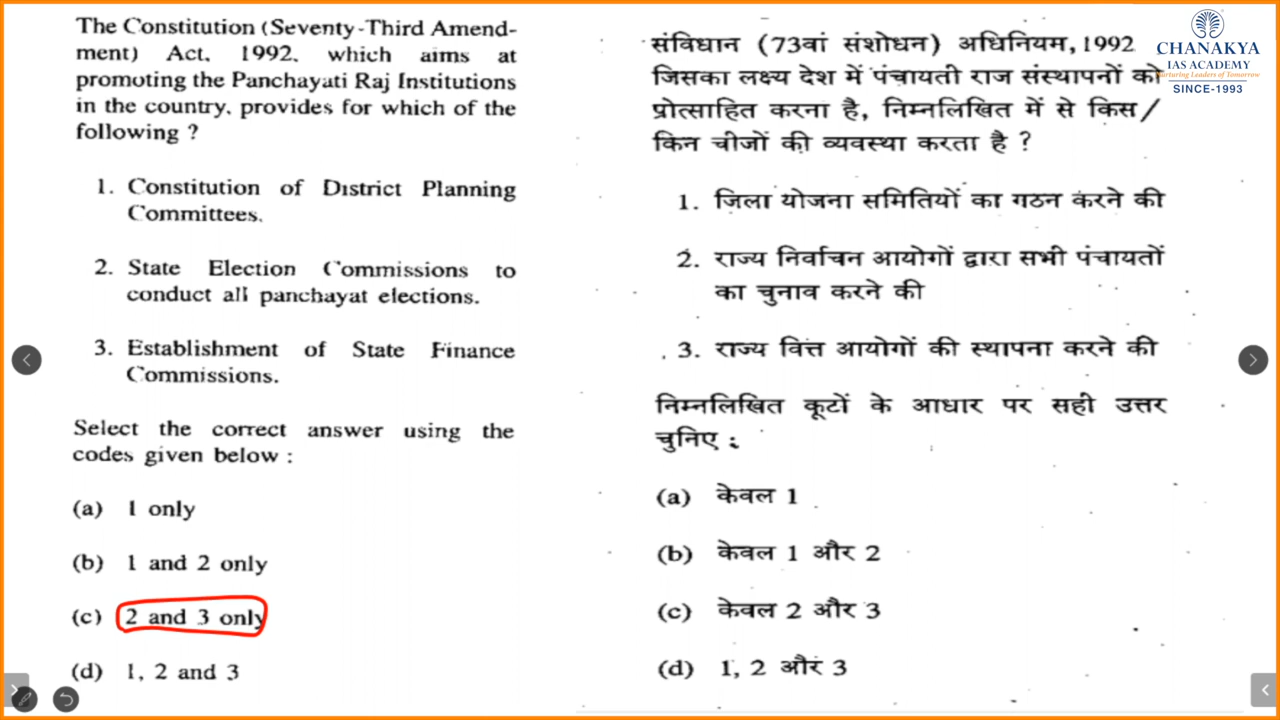 The Constitution (Seventy-Third Amend-
ment) Act, 1992, which aims at
promoting the Panchayati Raj Institutions
in the country, provides for which of the
following ?
1. Constitution of District Planning
Committees.
2. State Election Commissions to
conduct all panchayat elections.
3. Establishment of State Finance
Commissions.
Select the correct answer using the
codes given below :
(a) 1 only
(b) 1 and 2 only
(c) 2 and 3 only
(d) 1, 2 and 3
संविधान (73वां संशोधन) अधिनियम, 1992
जिसका लक्ष्य देश में पंचायती राज संस्थापनों को
प्रोत्साहित करना है, निम्नलिखित में से किस/
किन चीजों की व्यवस्था करता है ?
1. जिला योजना समितियों का गठन करने की
2. राज्य निर्वाचन आयोगों द्वारा सभी पंचायतों
का चुनाव करने की
3. राज्य वित्त आयोगों की स्थापना करने की
निम्नलिखित कूटों के आधार पर सही उत्तर
चुनिए :
(a) केवल 1
(b) केवल 1 और 2
(c) केवल 2 और 3
(d) 1, 2 और 3
CHANAKYA
IAS ACADEMY
Nurturing Leaders of Tomorrow
SINCE-1993